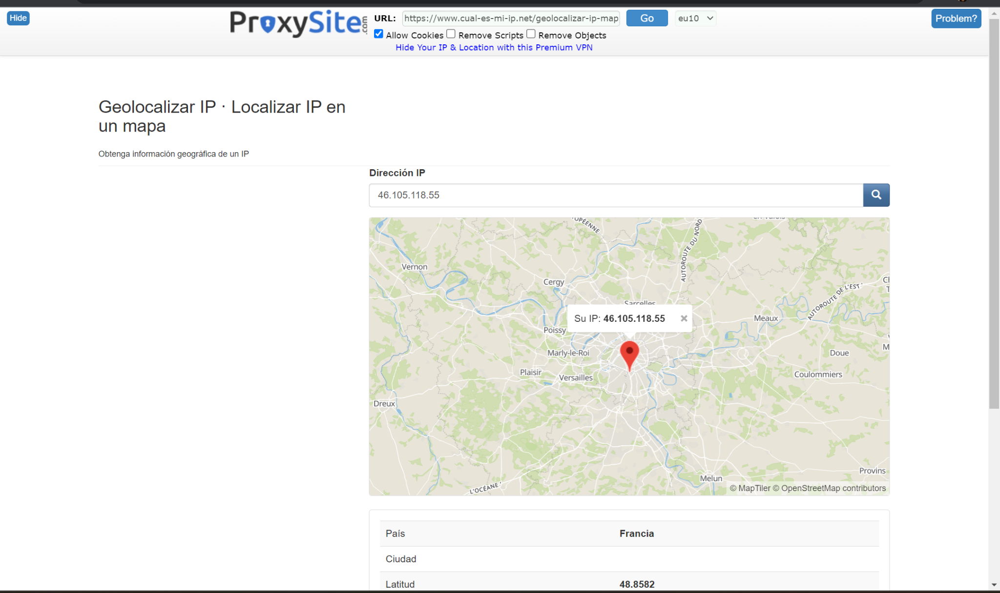 Hide
ProxySite.com
URL: https://www.cual-es-mi-ip.net/geolocalizar-ip-map Go eu10
Problem?
Allow Cookies Remove Scripts Remove Objects
Hide Your IP & Location with this Premium VPN
Geolocalizar IP · Localizar IP en
un mapa
Obtenga información geográfica de un IP
Dirección IP
46.105.118.55
AUTOROUTE DU NORD
Vernon
Cergy
AUTOROUTE DE L'EST
Sarcelles
Su IP: 46.105.118.55 ×
Meaux
Poissy
Marly-le-Roi
Doue
Plaisir
Versailles
Coulommiers
Dreux
Provins
Melun
L'OCÉANE
© MapTiler © OpenStreetMap contributors
País Francia
Ciudad
Latitud 48.8582